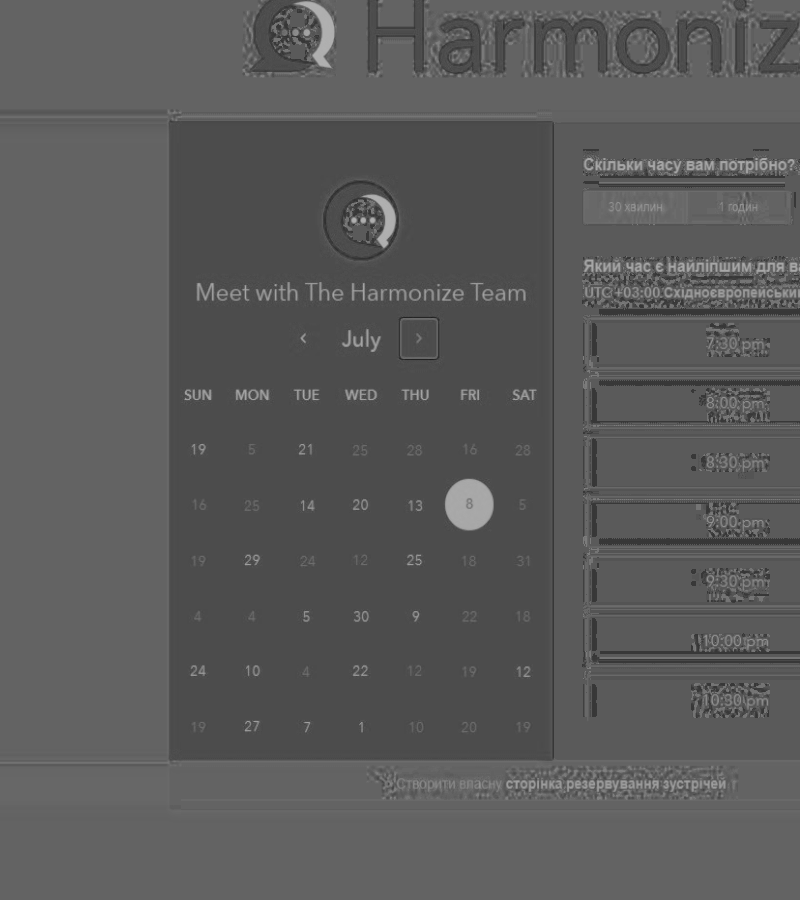 Harmoniz
Meet with The Harmonize Team
July
SUN MON TUE WED THU FRI SAT
19 5 21 25 28 16 28
16 25 14 20 13 8 5
19 29 24 12 25 18 31
4 4 5 30 9 22 18
24 10 4 22 12 19 12
19 27 7 1 10 20 19
Скільки часу вам потрібно?
30 хвилин 1 годин
Який час є найліпшим для ва
UTC +03:00 Східноєвропейськи
7:30 pm
8:00 pm
8:30 pm
9:00 pm
9:30 pm
10:00 pm
10:30 pm
Створити власну сторінка резервування зустрічей